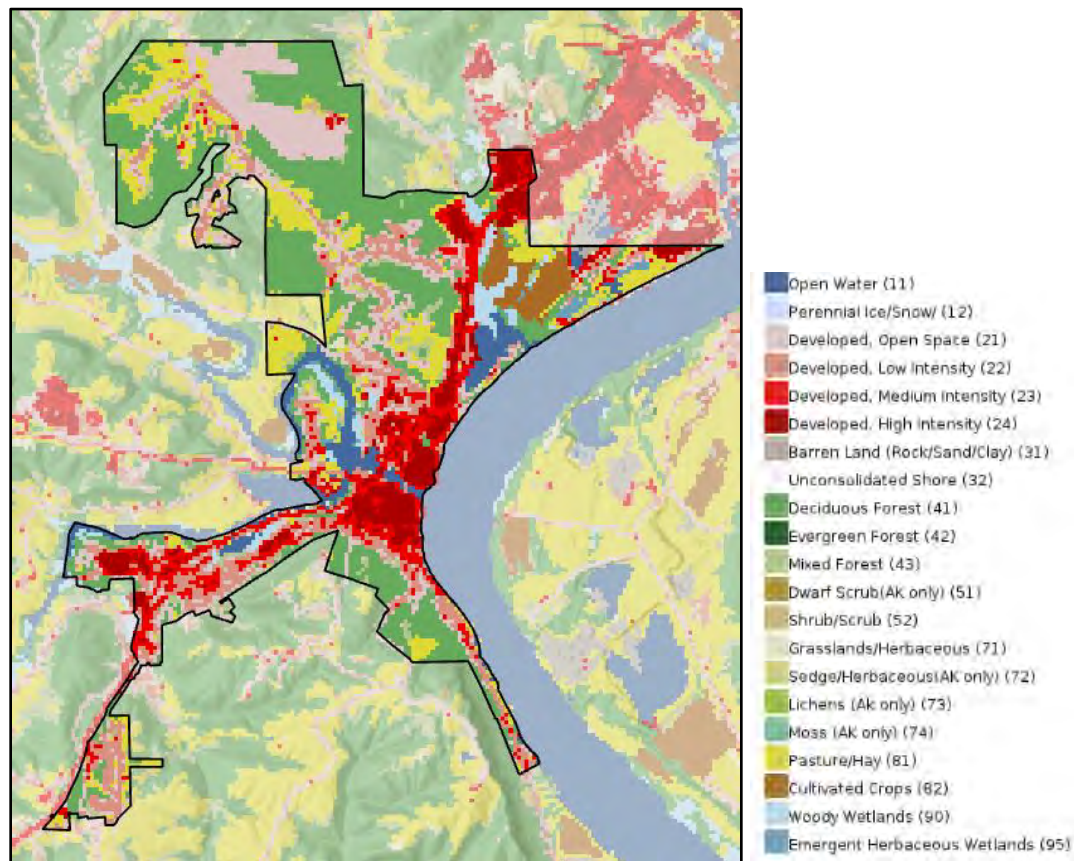 Open Water (11)
Perennial Ice/Snow/ (12)
Developed, Open Space (21)
Developed, Low Intensity (22)
Developed, Medium Intensity (23)
Developed, High Intensity (24)
Barren Land (Rock/Sand/Clay) (31)
Unconsolidated Shore (32)
Deciduous Forest (41)
Evergreen Forest (42)
Mixed Forest (43)
Dwarf Scrub(Ak only) (51)
Shrub/Scrub (52)
Grasslands/Herbaceous (71)
Sedge/Herbaceous(AK only) (72)
Lichens (Ak only) (73)
Moss (AK only) (74)
Pasture/Hay (81)
Cultivated Crops (82)
Woody Wetlands (90)
Emergent Herbaceous Wetlands (95)